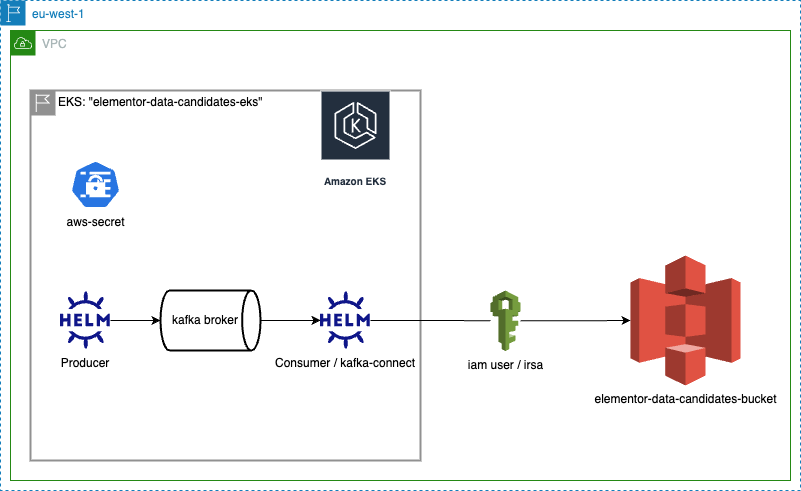 eu-west-1
VPC
EKS: "elementor-data-candidates-eks"
K
Amazon EKS
aws-secret
HELM
kafka broker
HELM
Producer
Consumer / kafka-connect
iam user / irsa
elementor-data-candidates-bucket